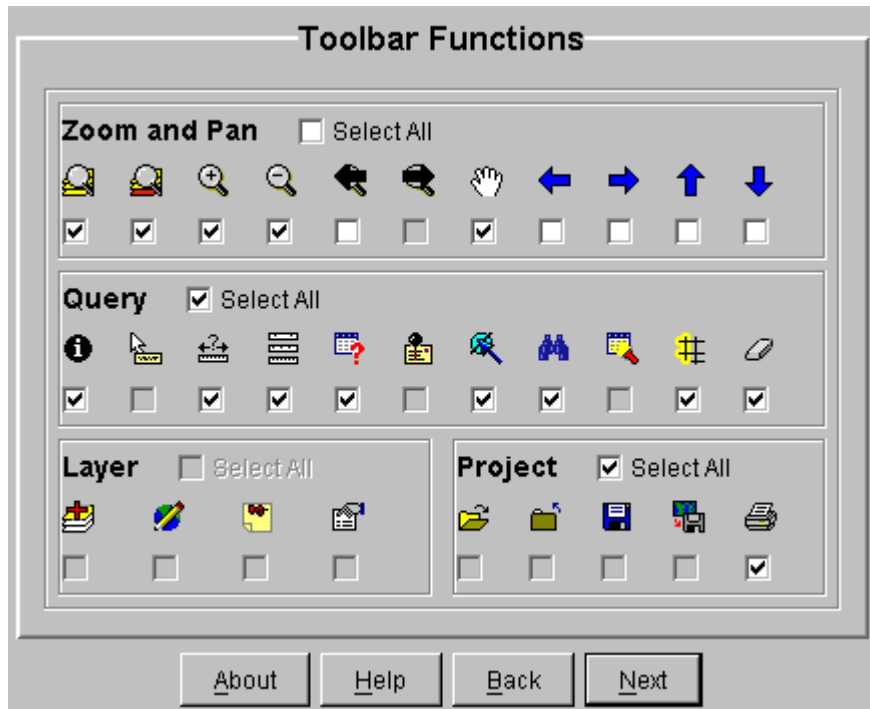 Toolbar Functions
Zoom and Pan Select All
Query Select All
Layer Select All
Project Select All
About Help Back Next